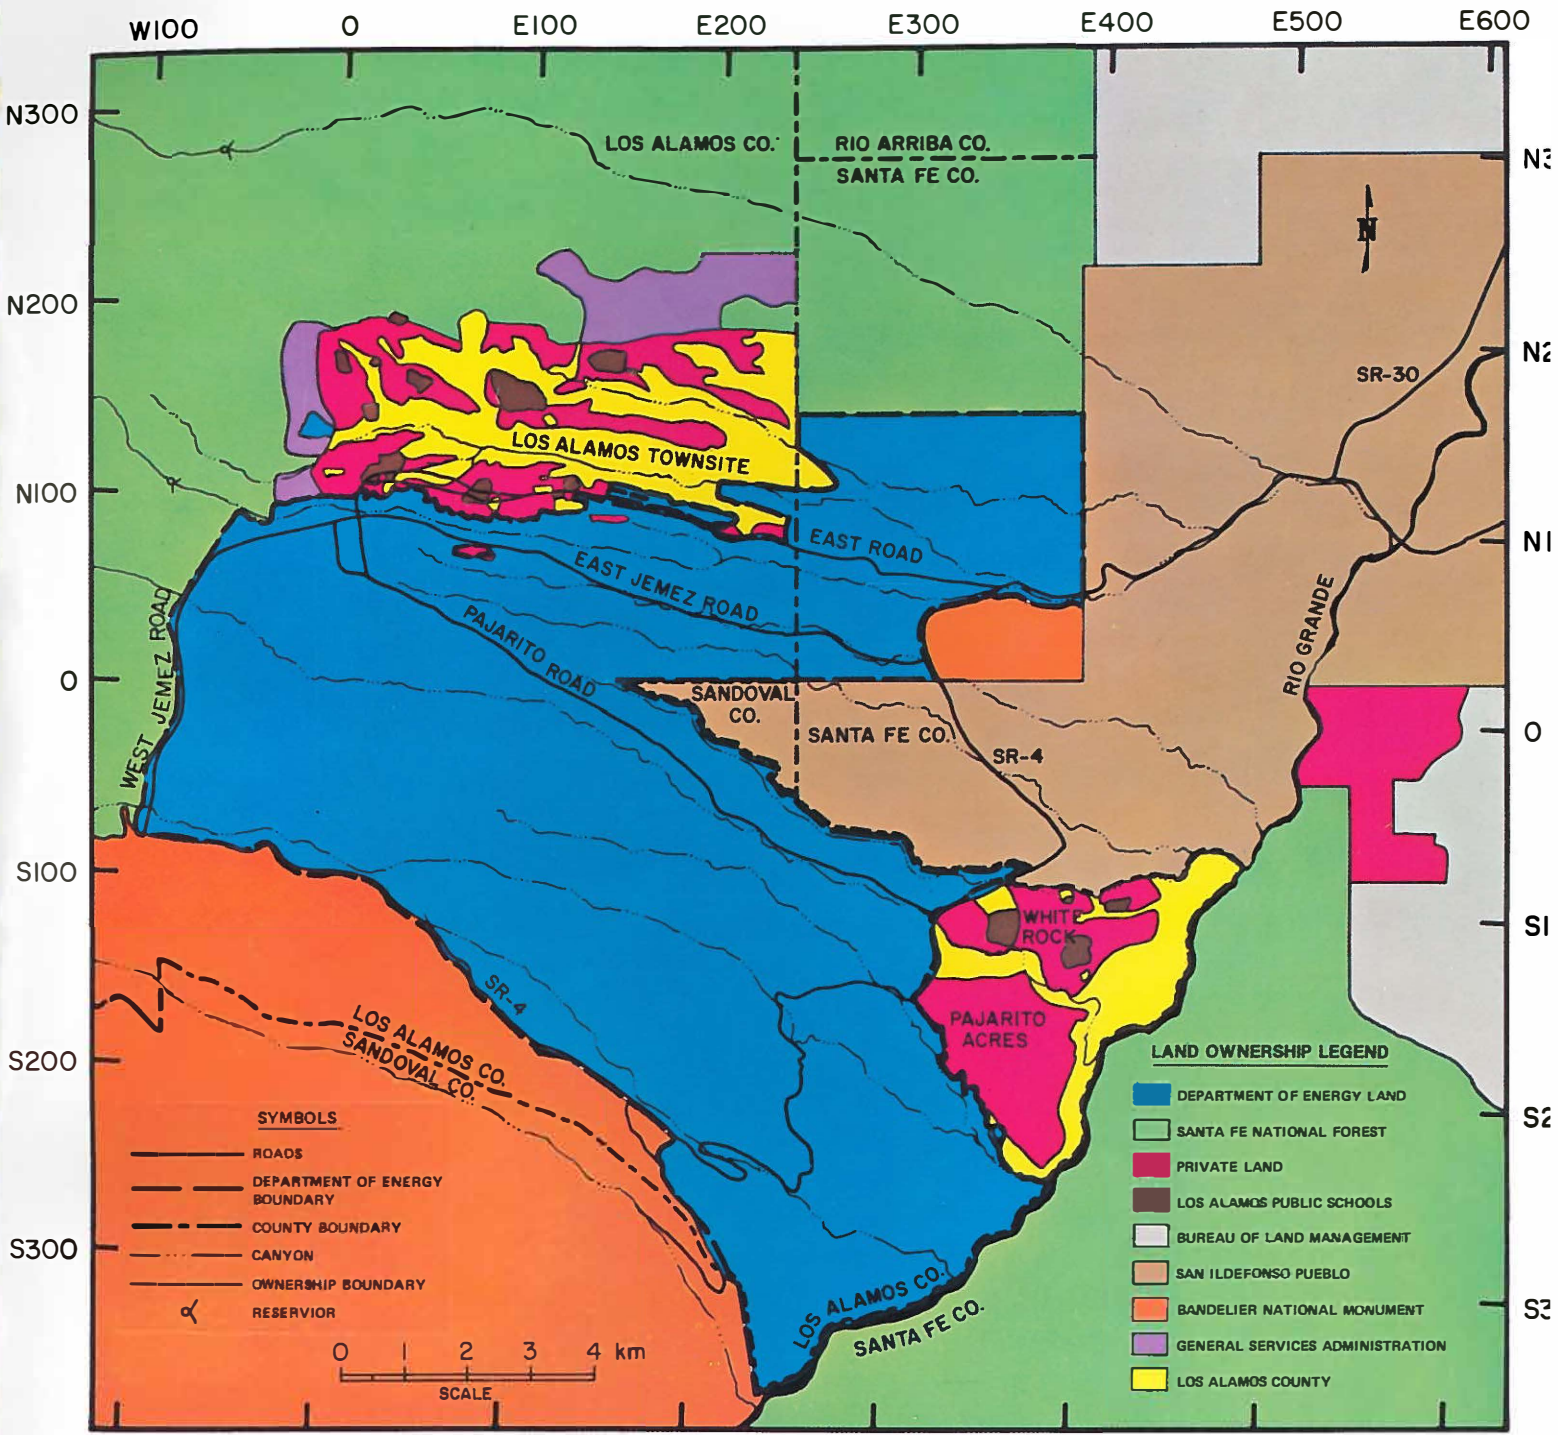 W100 0 E100 E200 E300 E400 E500 E600
N300
N200
N100
0
S100
S200
S300
N3
N2
N1
0
S1
S2
S3
LOS ALAMOS CO.
RIO ARRIBA CO.
SANTA FE CO.
N
SR-30
LOS ALAMOS TOWNSITE
EAST ROAD
EAST JEMEZ ROAD
PAJARITO ROAD
WEST JEMEZ ROAD
RIO GRANDE
SANDOVAL
CO.
SANTA FE CO.
SR-4
WHITE
ROCK
PAJARITO
ACRES
SR-4
LOS ALAMOS CO.
SANDOVAL CO.
LOS ALAMOS CO.
SANTA FE CO.
SYMBOLS
ROADS
DEPARTMENT OF ENERGY
BOUNDARY
COUNTY BOUNDARY
CANYON
OWNERSHIP BOUNDARY
RESERVIOR
0 1 2 3 4 km
SCALE
LAND OWNERSHIP LEGEND
DEPARTMENT OF ENERGY LAND
SANTA FE NATIONAL FOREST
PRIVATE LAND
LOS ALAMOS PUBLIC SCHOOLS
BUREAU OF LAND MANAGEMENT
SAN ILDEFONSO PUEBLO
BANDELIER NATIONAL MONUMENT
GENERAL SERVICES ADMINISTRATION
LOS ALAMOS COUNTY